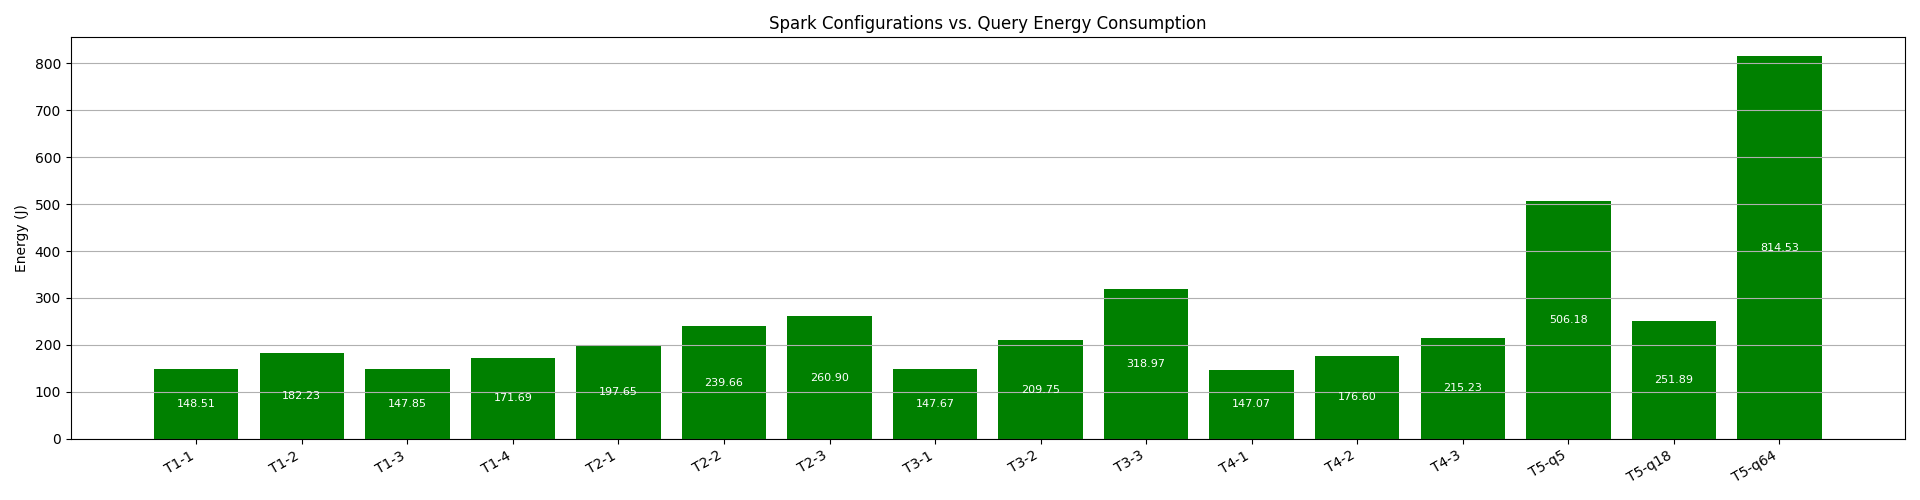 Spark Configurations vs. Query Energy Consumption
Energy (J)
800
700
600
500
400
300
200
100
0
148.51
182.23
147.85
171.69
197.65
239.66
260.90
147.67
209.75
318.97
147.07
176.60
215.23
506.18
251.89
814.53
T1-1
T1-2
T1-3
T1-4
T2-1
T2-2
T2-3
T3-1
T3-2
T3-3
T4-1
T4-2
T4-3
T5-q5
T5-q18
T5-q64